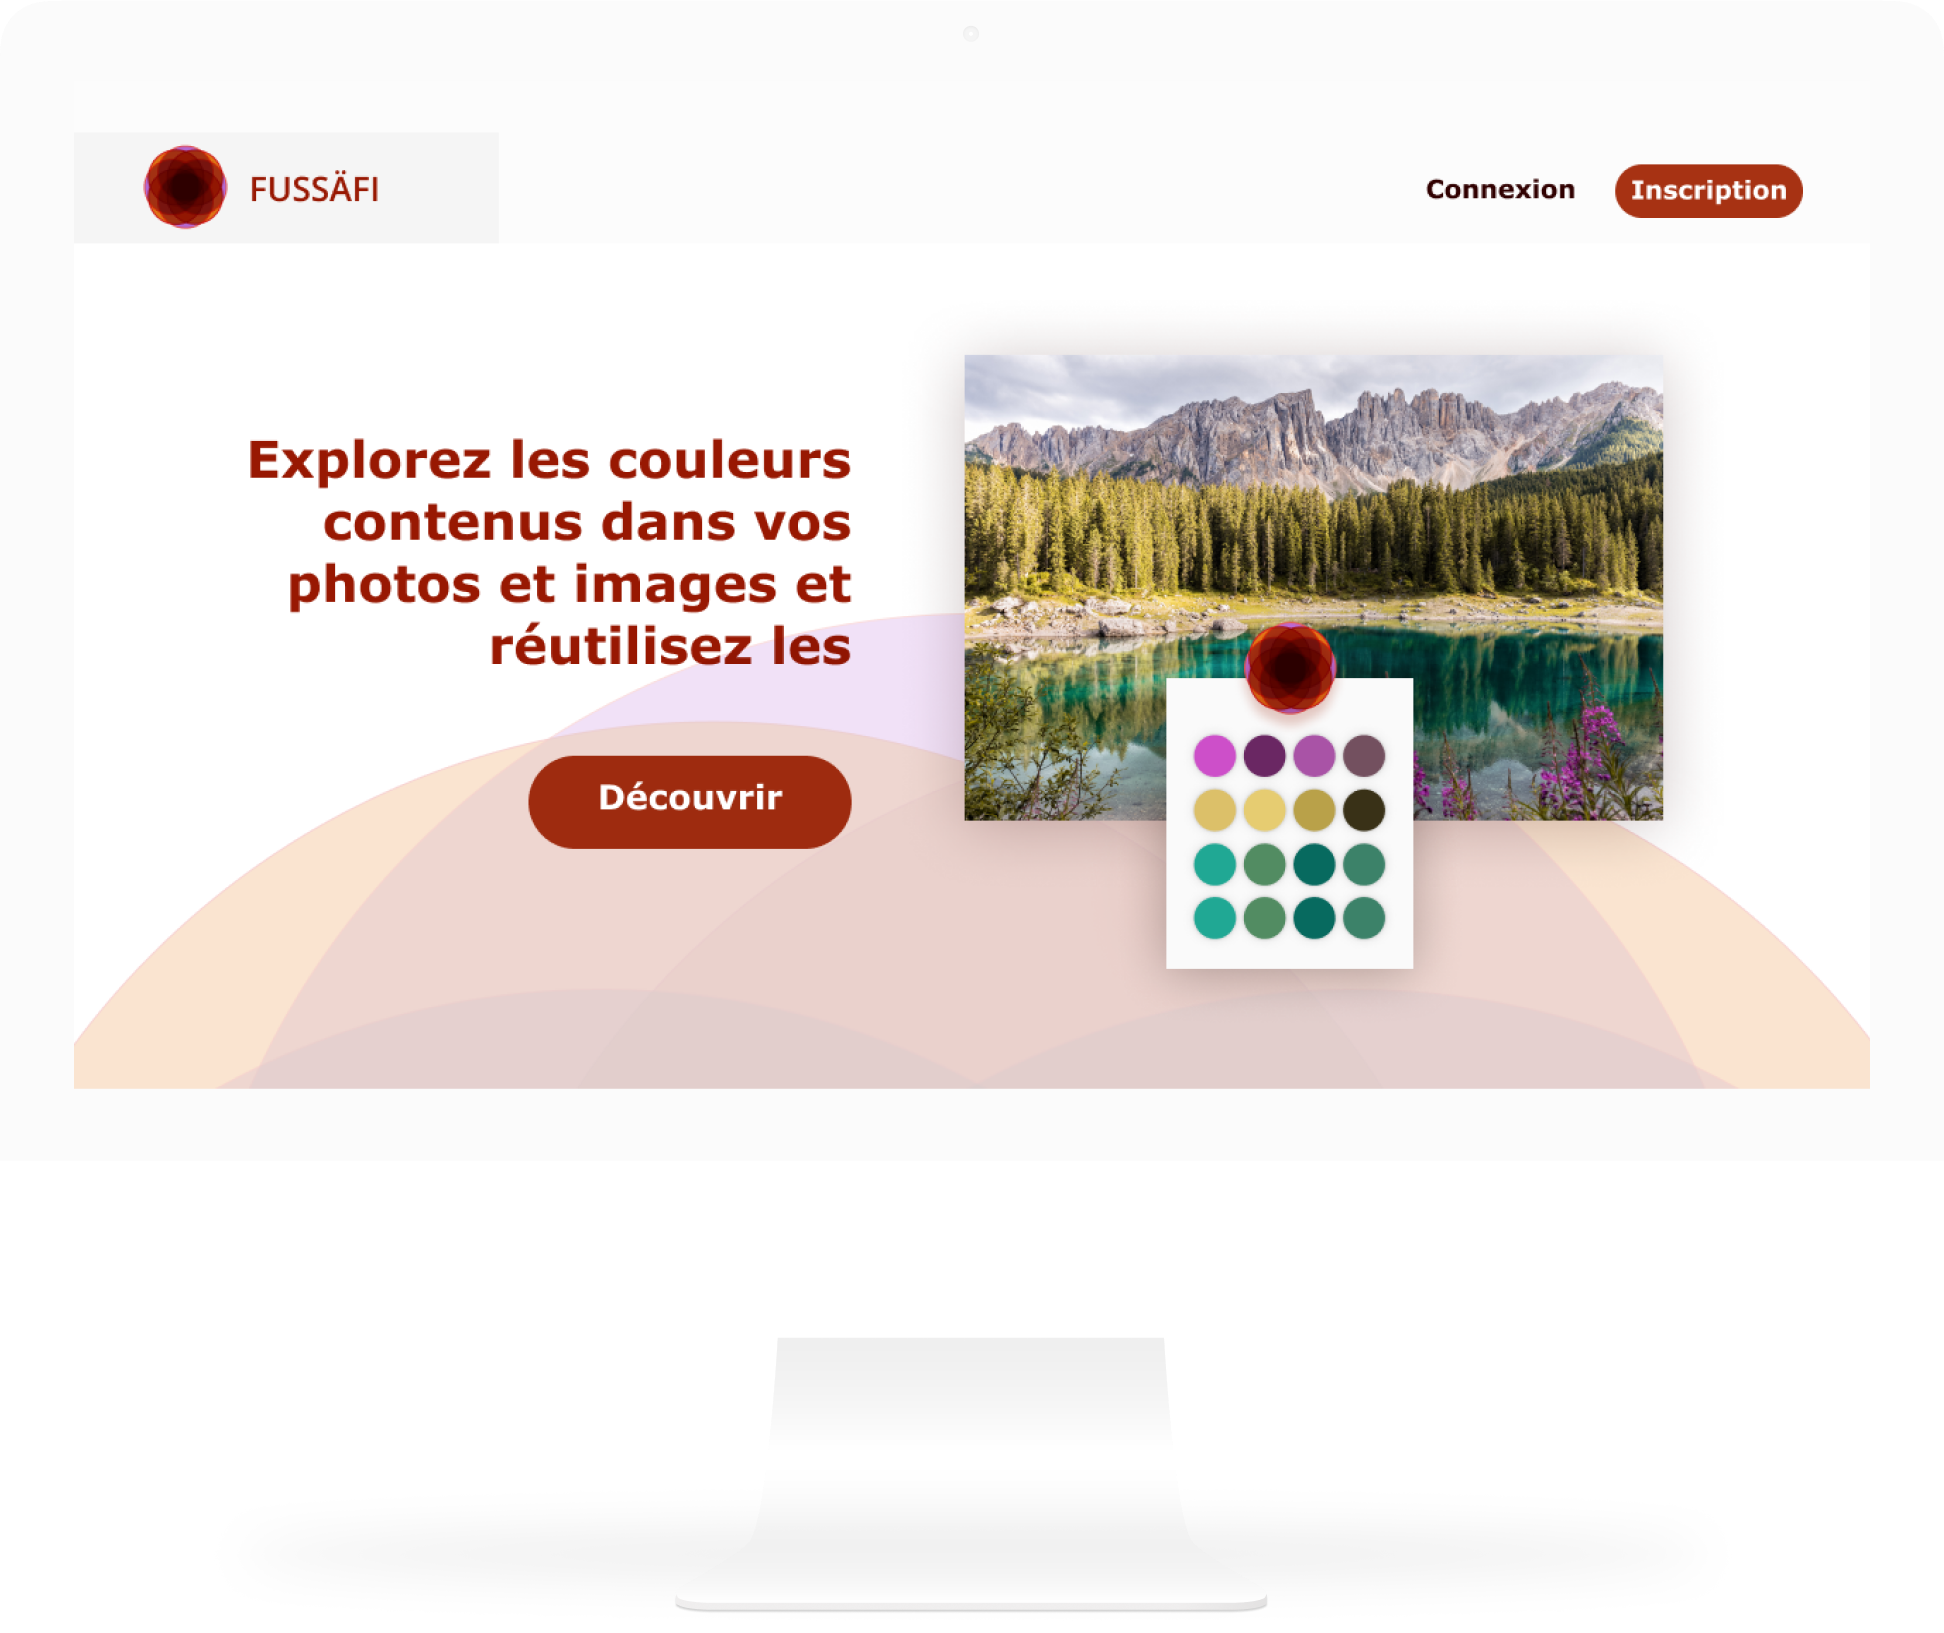 FUSSÄFI
Connexion
Inscription
Explorez les couleurs
contenus dans vos
photos et images et
réutilisez les
Découvrir